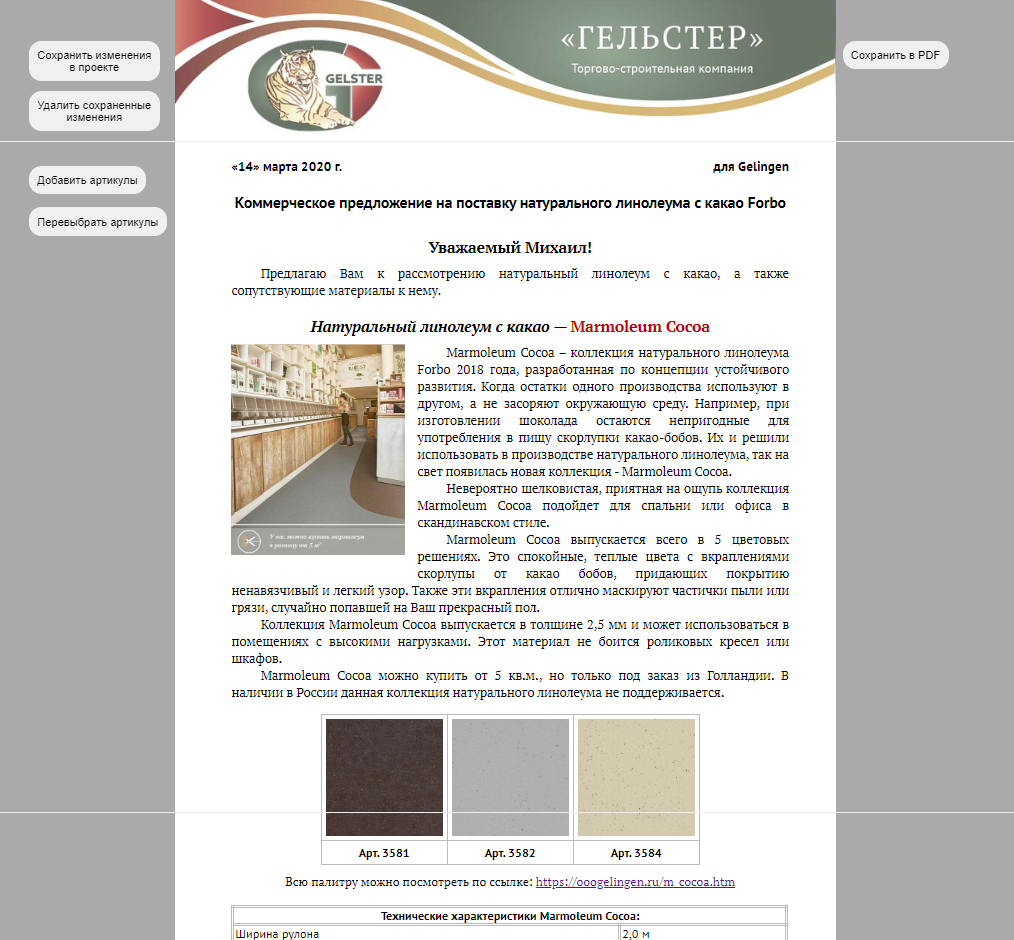 Сохранить изменения
в проекте
Удалить сохраненные
изменения
Добавить артикулы
Перевыбрать артикулы
GELSTER
«ГЕЛЬСТЕР»
Торгово-строительная компания
Сохранить в PDF
«14» марта 2020 г.
для Gelingen
Коммерческое предложение на поставку натурального линолеума с какао Forbo
Уважаемый Михаил!
Предлагаю Вам к рассмотрению натуральный линолеум с какао, а также
сопутствующие материалы к нему.
Натуральный линолеум с какао — Marmoleum Cocoa
Marmoleum Cocoa – коллекция натурального линолеума
Forbo 2018 года, разработанная по концепции устойчивого
развития. Когда остатки одного производства используют в
другом, а не засоряют окружающую среду. Например, при
изготовлении шоколада остаются непригодные для
употребления в пищу скорлупки какао-бобов. Их и решили
использовать в производстве натурального линолеума, так на
свет появилась новая коллекция - Marmoleum Cocoa.
Невероятно шелковистая, приятная на ощупь коллекция
Marmoleum Cocoa подойдет для спальни или офиса в
скандинавском стиле.
Marmoleum Cocoa выпускается всего в 5 цветовых
решениях. Это спокойные, теплые цвета с вкраплениями
скорлупы от какао бобов, придающих покрытию
ненавязчивый и легкий узор. Также эти вкрапления отлично маскируют частички пыли или
грязи, случайно попавшей на Ваш прекрасный пол.
Коллекция Marmoleum Cocoa выпускается в толщине 2,5 мм и может использоваться в
помещениях с высокими нагрузками. Этот материал не боится роликовых кресел или
шкафов.
Marmoleum Cocoa можно купить от 5 кв.м., но только под заказ из Голландии. В
наличии в России данная коллекция натурального линолеума не поддерживается.
У нас можно купить мармолеум
в розницу от 5 м²
Арт. 3581
Арт. 3582
Арт. 3584
Всю палитру можно посмотреть по ссылке: https://ooogelingen.ru/m_cocoa.htm
Технические характеристики Marmoleum Cocoa:
Ширина рулона
2,0 м